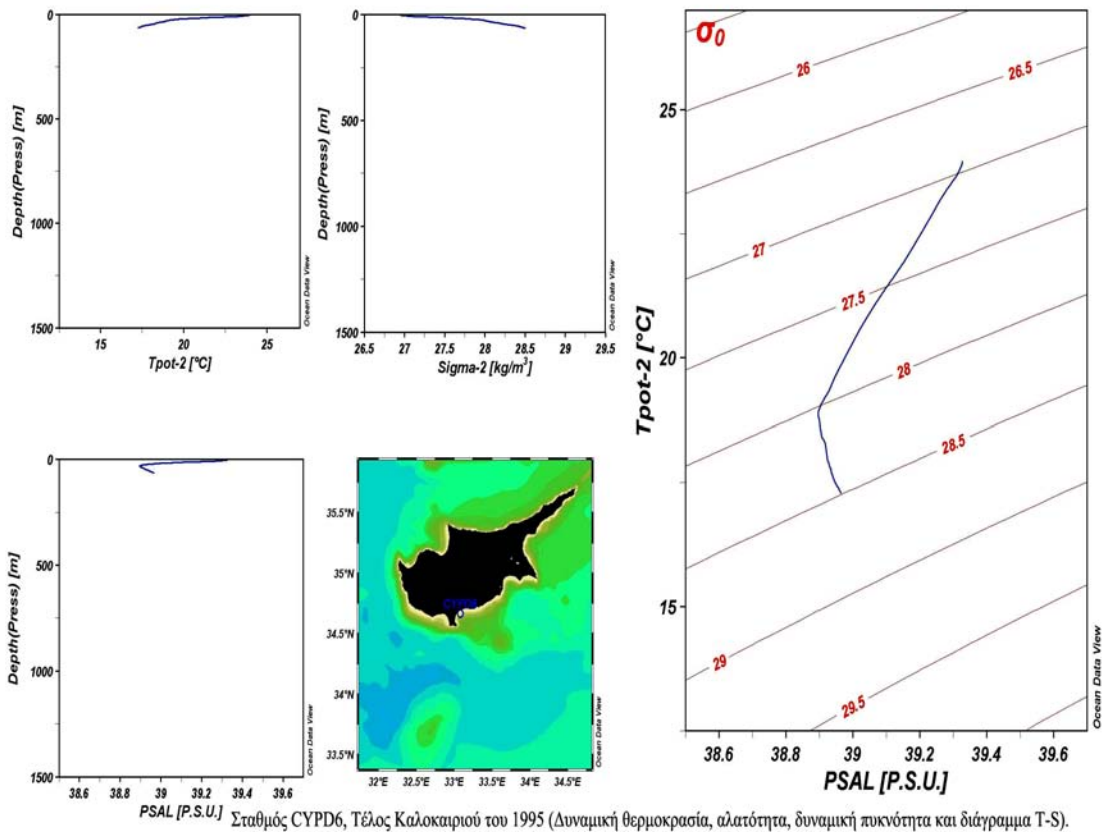 0
500
1000
1500
Depth(Press) [m]
15 20 25
Tpot-2 [°C]
Ocean Data View
0
500
1000
1500
Depth(Press) [m]
26.5 27 27.5 28 28.5 29 29.5
Sigma-2 [kg/m³]
Ocean Data View
σ₀
25
20
15
Tpot-2 [°C]
26
26.5
27
27.5
28
28.5
29
29.5
38.6 38.8 39 39.2 39.4 39.6
PSAL [P.S.U.]
Ocean Data View
0
500
1000
1500
Depth(Press) [m]
38.6 38.8 39 39.2 39.4 39.6
PSAL [P.S.U.]
Ocean Data View
35.5°N
35°N
34.5°N
34°N
33.5°N
CYPD6
32°E 32.5°E 33°E 33.5°E 34°E 34.5°E
Ocean Data View
Σταθμός CYPD6, Τέλος Καλοκαιριού του 1995 (Δυναμική θερμοκρασία, αλατότητα, δυναμική πυκνότητα και διάγραμμα T-S).